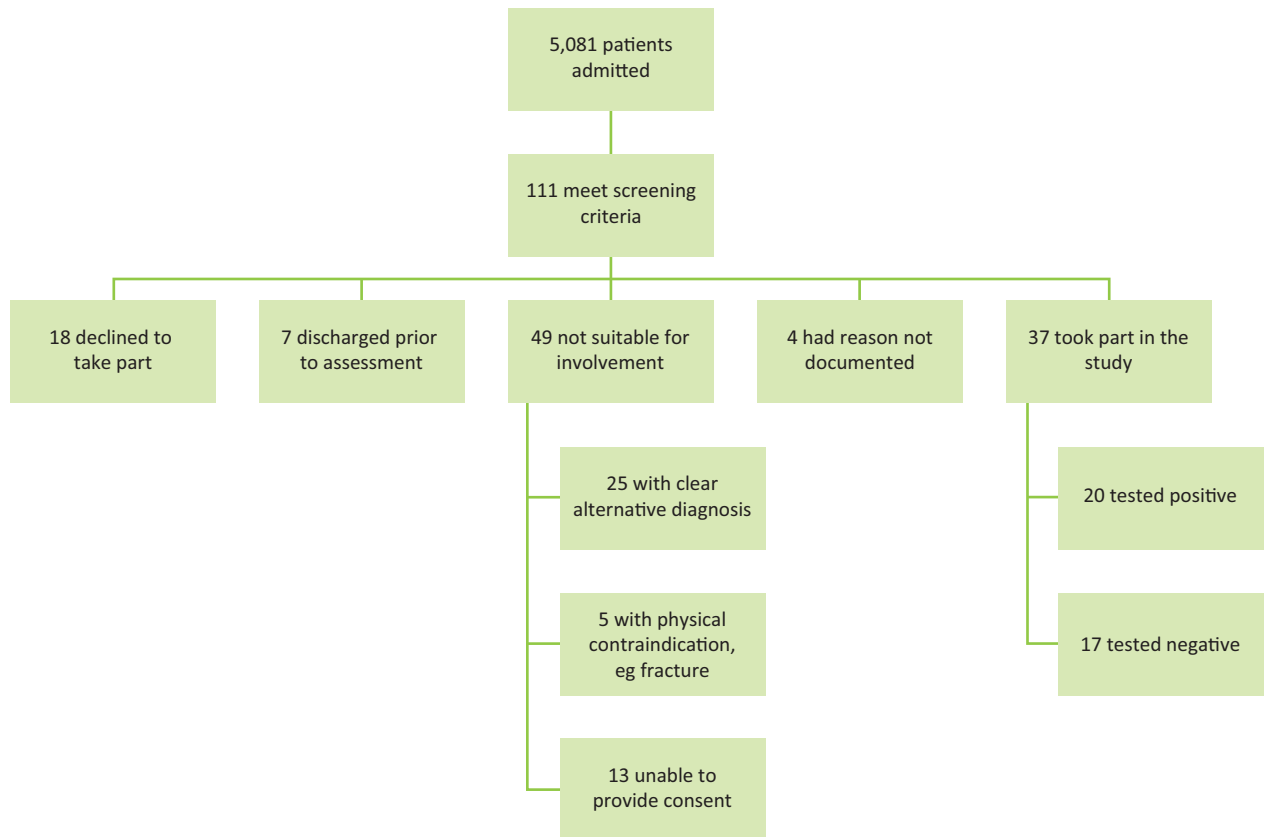 5,081 patients
admitted
111 meet screening
criteria
18 declined to
take part
7 discharged prior
to assessment
49 not suitable for
involvement
4 had reason not
documented
37 took part in the
study
25 with clear
alternative diagnosis
5 with physical
contraindication,
eg fracture
13 unable to
provide consent
20 tested positive
17 tested negative